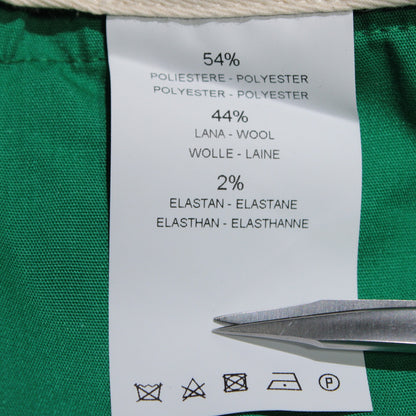 54%
POLIESTERE - POLYESTER
POLYESTER - POLYESTER
44%
LANA - WOOL
WOLLE - LAINE
2%
ELASTAN - ELASTANE
ELASTHAN - ELASTHANNE
P